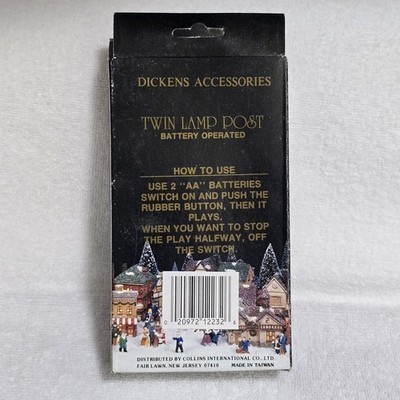 DICKENS ACCESSORIES
TWIN LAMP POST
BATTERY OPERATED
HOW TO USE
USE 2 "AA" BATTERIES
SWITCH ON AND PUSH THE
RUBBER BUTTON, THEN IT
PLAYS.
WHEN YOU WANT TO STOP
THE PLAY HALFWAY, OFF
THE SWITCH.
0 20972 12232 6
DISTRIBUTED BY COLLINS INTERNATIONAL CO., LTD.
FAIR LAWN, NEW JERSEY 07410 MADE IN TAIWAN